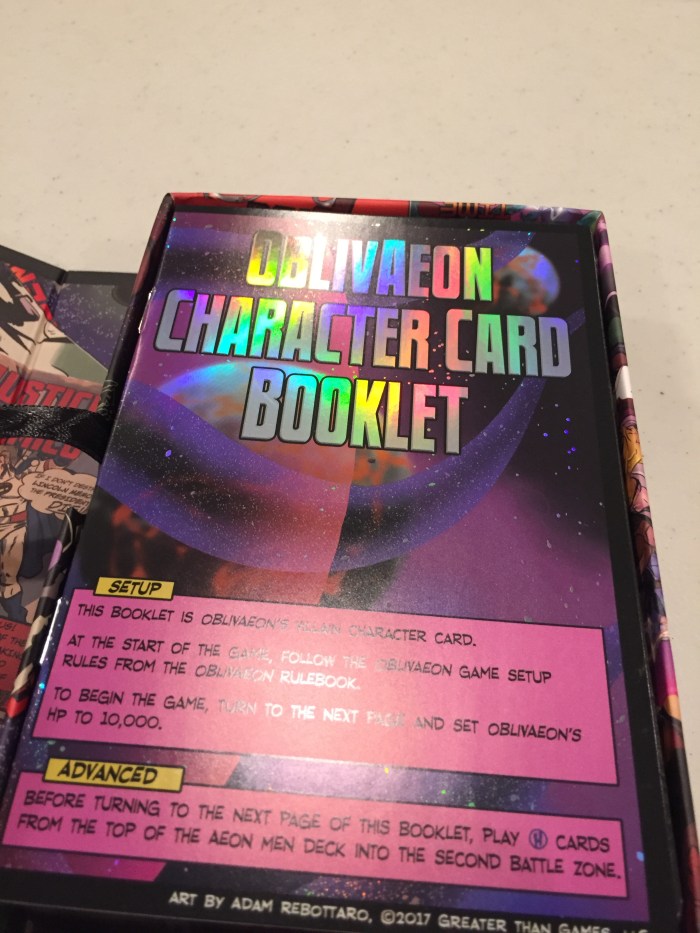 OBLIVAEON
CHARACTER CARD
BOOKLET
SETUP
THIS BOOKLET IS OBLIVAEON'S VILLAIN CHARACTER CARD.
AT THE START OF THE GAME, FOLLOW THE OBLIVAEON GAME SETUP
RULES FROM THE OBLIVAEON RULEBOOK.
TO BEGIN THE GAME, TURN TO THE NEXT PAGE AND SET OBLIVAEON'S
HP TO 10,000.
ADVANCED
BEFORE TURNING TO THE NEXT PAGE OF THIS BOOKLET, PLAY H CARDS
FROM THE TOP OF THE AEON MEN DECK INTO THE SECOND BATTLE ZONE.
ART BY ADAM REBOTTARO, ©2017 GREATER THAN GAMES